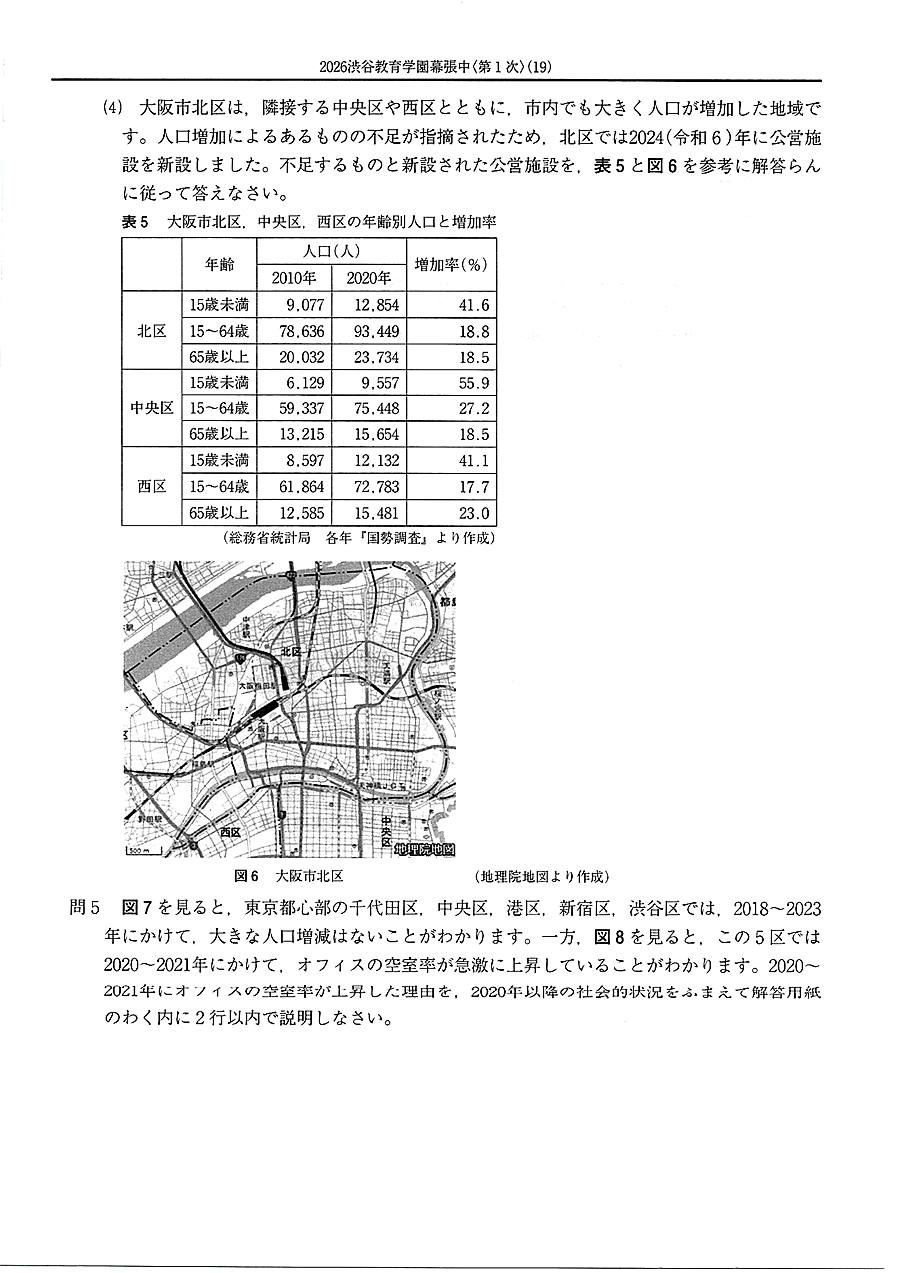 2026渋谷教育学園幕張中〈第1次〉(19)
(4) 大阪市北区は，隣接する中央区や西区とともに，市内でも大きく人口が増加した地域で
す。人口増加によるあるものの不足が指摘されたため，北区では2024(令和6)年に公営施
設を新設しました。不足するものと新設された公営施設を，表5と図6を参考に解答らん
に従って答えなさい。
表5 大阪市北区，中央区，西区の年齢別人口と増加率
年齢 人口(人) 増加率(%)
2010年 2020年
北区 15歳未満 9,077 12,854 41.6
15～64歳 78,636 93,449 18.8
65歳以上 20,032 23,734 18.5
中央区 15歳未満 6,129 9,557 55.9
15～64歳 59,337 75,448 27.2
65歳以上 13,215 15,654 18.5
西区 15歳未満 8,597 12,132 41.1
15～64歳 61,864 72,783 17.7
65歳以上 12,585 15,481 23.0
(総務省統計局 各年『国勢調査』より作成)
中津駅
北区
大阪梅田駅
大阪駅
福島駅
野田駅
西区
中央区
500 m
地理院地図
図6 大阪市北区 (地理院地図より作成)
問5 図7を見ると，東京都心部の千代田区，中央区，港区，新宿区，渋谷区では，2018～2023
年にかけて，大きな人口増減はないことがわかります。一方，図8を見ると，この5区では
2020～2021年にかけて，オフィスの空室率が急激に上昇していることがわかります。2020～
2021年にオフィスの空室率が上昇した理由を，2020年以降の社会的状況をふまえて解答用紙
のわく内に2行以内で説明しなさい。